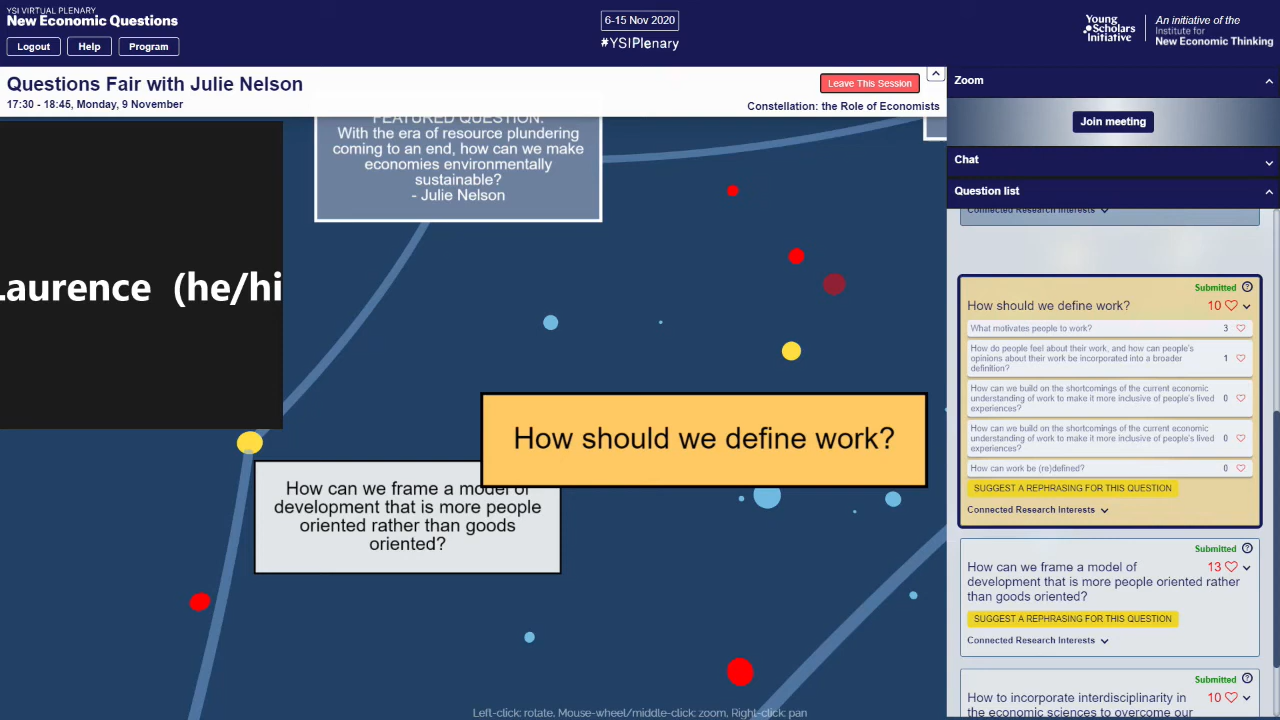 YSI VIRTUAL PLENARY
New Economic Questions
Logout
Help
Program
6-15 Nov 2020
#YSIPlenary
Young
Scholars
Initiative
An initiative of the
Institute for
New Economic Thinking
Questions Fair with Julie Nelson
17:30 - 18:45, Monday, 9 November
Leave This Session
Constellation: the Role of Economists
Laurence (he/hi
FEATURED QUESTION:
With the era of resource plundering
coming to an end, how can we make
economies environmentally
sustainable?
- Julie Nelson
How should we define work?
How can we frame a model of
development that is more people
oriented rather than goods
oriented?
Left-click: rotate, Mouse-wheel/middle-click: zoom, Right-click: pan
Zoom
Join meeting
Chat
Question list
Connected Research Interests
Submitted
How should we define work?
10
What motivates people to work?
3
How do people feel about their work, and how can people's
opinions about their work be incorporated into a broader
definition?
1
How can we build on the shortcomings of the current economic
understanding of work to make it more inclusive of people's lived
experiences?
0
How can we build on the shortcomings of the current economic
understanding of work to make it more inclusive of people's lived
experiences?
0
How can work be (re)defined?
0
SUGGEST A REPHRASING FOR THIS QUESTION
Connected Research Interests
Submitted
How can we frame a model of
13
development that is more people oriented rather
than goods oriented?
SUGGEST A REPHRASING FOR THIS QUESTION
Connected Research Interests
Submitted
How to incorporate interdisciplinarity in
10
the economic sciences to overcome our